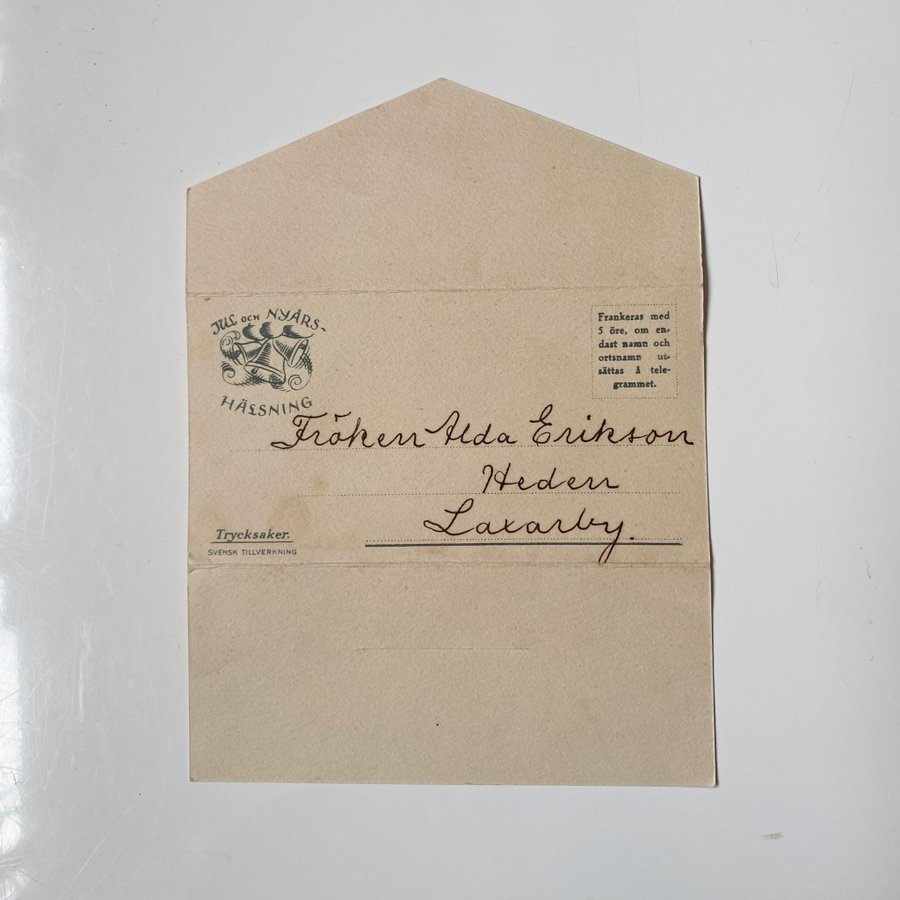 JUL OCH NYÅRS-
HÄLSNING
Frankeras med
5 öre, om en-
dast namn och
ortsnamn ut-
sättas å tele-
grammet.
Fröken Alda Erikson
Heden
Laxarby.
Trycksaker.
SVENSK TILLVERKNING